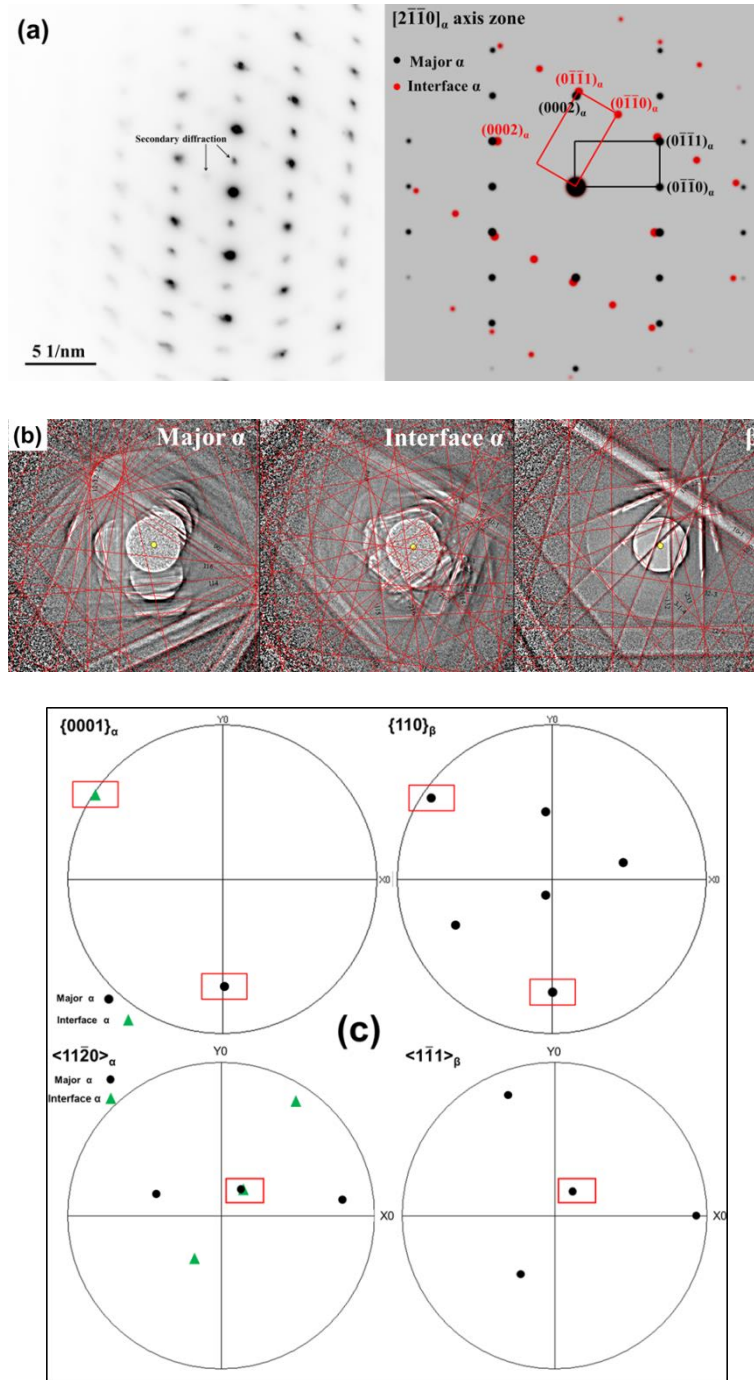 (a)
Secondary diffraction
5 1/nm
[2̄1̄10]α axis zone
Major α
Interface α
(01̄1̄1)α
(0002)α
(01̄1̄0)α
(0002)α
(01̄1̄1)α
(01̄1̄0)α
(b)
Major α
Interface α
β
{0001}α
Y0
X0
Major α
Interface α
{110}β
Y0
X0
(c)
<112̄0>α
Y0
Major α
Interface α
X0
<11̄1>β
Y0
X0